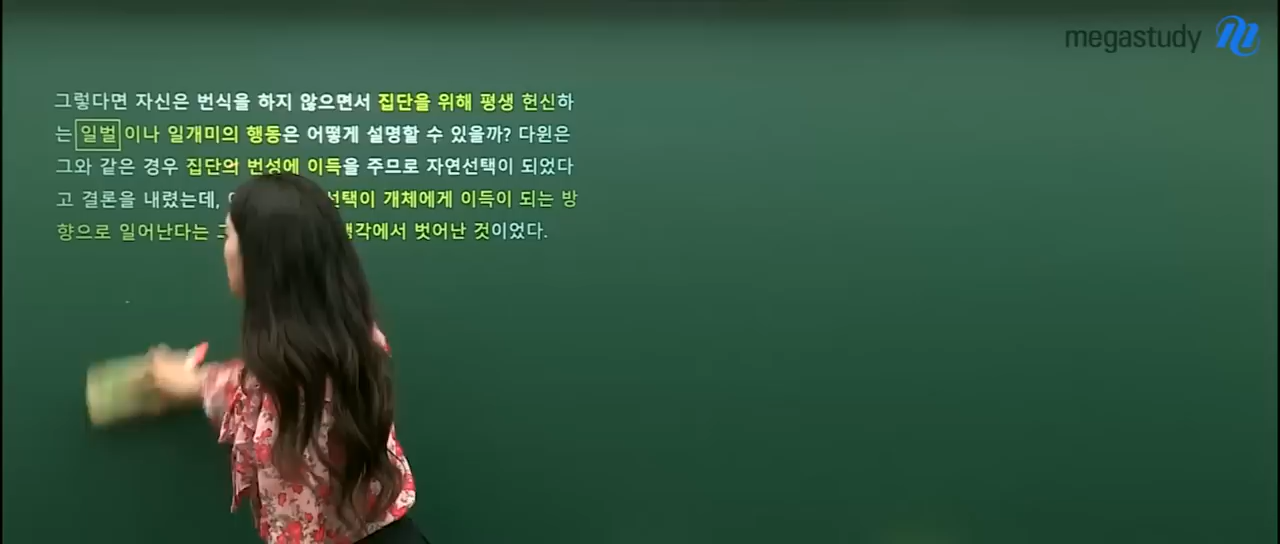 megastudy
그렇다면 자신은 번식을 하지 않으면서 집단을 위해 평생 헌신하
는 일벌이나 일개미의 행동은 어떻게 설명할 수 있을까? 다윈은
그와 같은 경우 집단의 번성에 이득을 주므로 자연선택이 되었다
고 결론을 내렸는데, 선택이 개체에게 이득이 되는 방
향으로 일어난다는 생각에서 벗어난 것이었다.